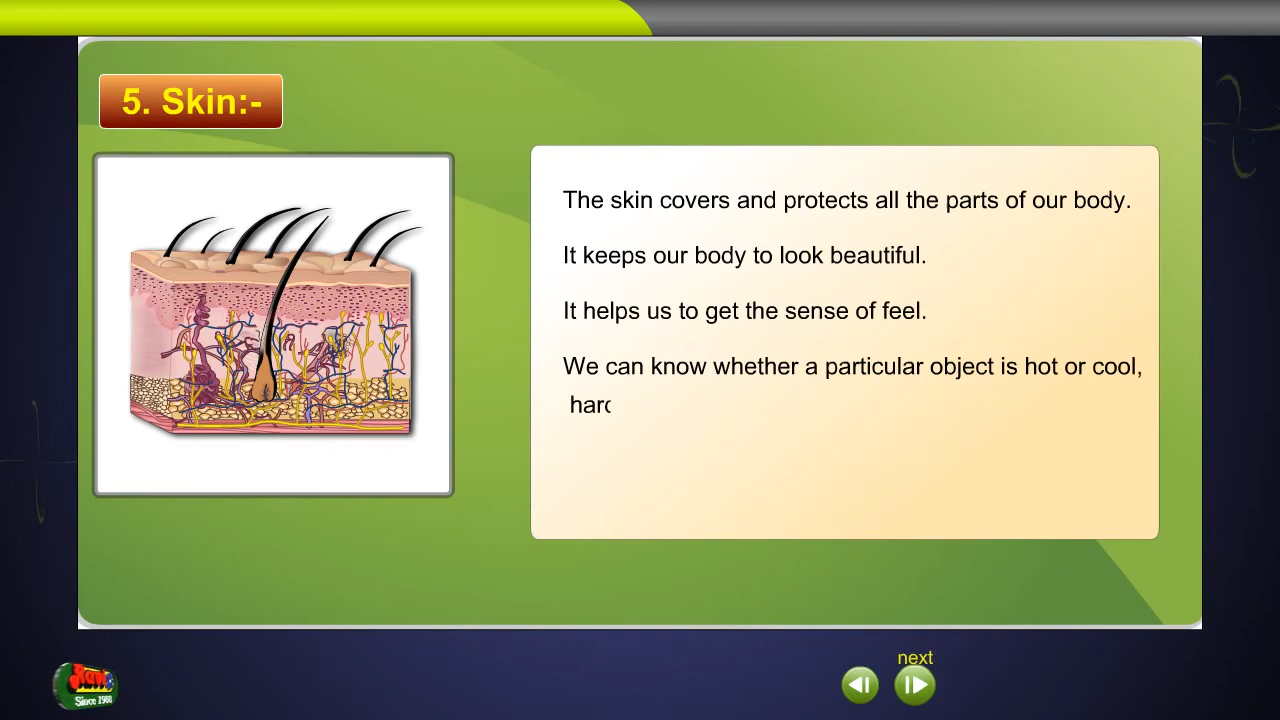 5. Skin:-
The skin covers and protects all the parts of our body.
It keeps our body to look beautiful.
It helps us to get the sense of feel.
We can know whether a particular object is hot or cool,
next
Since 1988